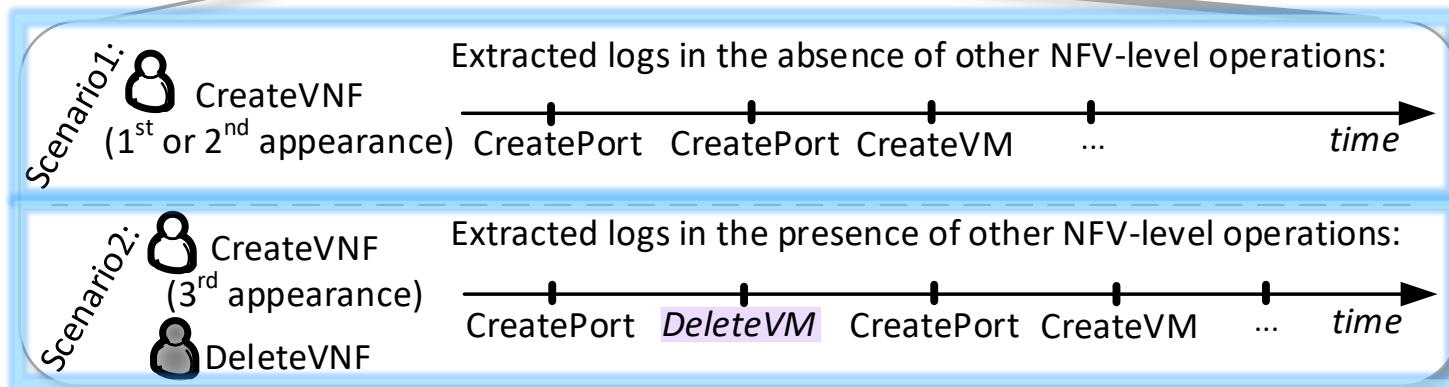 Scenario1:
CreateVNF
(1st or 2nd appearance)
Extracted logs in the absence of other NFV-level operations:
CreatePort CreatePort CreateVM ... time
Scenario2:
CreateVNF
(3rd appearance)
DeleteVNF
Extracted logs in the presence of other NFV-level operations:
CreatePort DeleteVM CreatePort CreateVM ... time